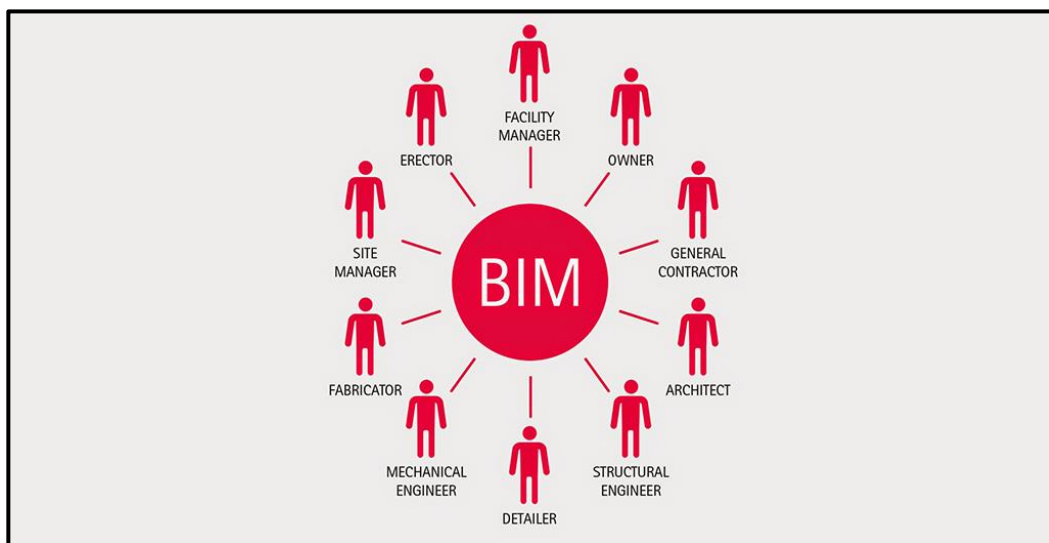 FACILITY
MANAGER
ERECTOR
OWNER
SITE
MANAGER
GENERAL
CONTRACTOR
BIM
FABRICATOR
ARCHITECT
MECHANICAL
ENGINEER
STRUCTURAL
ENGINEER
DETAILER